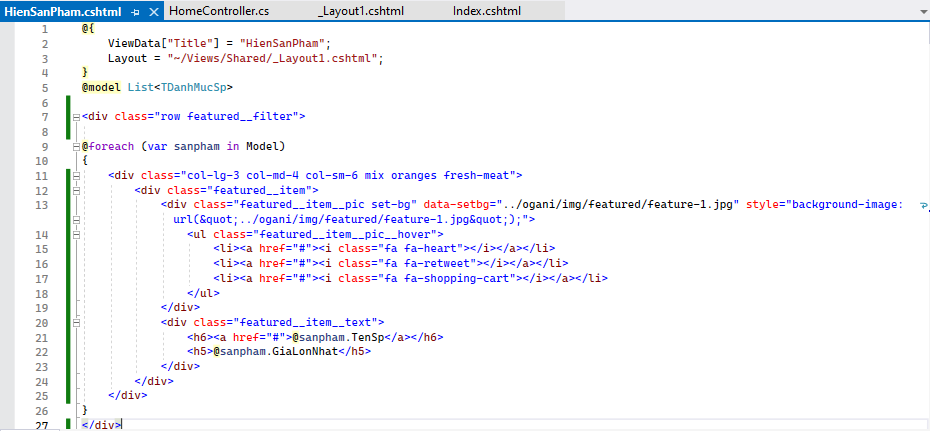 HienSanPham.cshtml HomeController.cs _Layout1.cshtml Index.cshtml
1 @{
2 ViewData["Title"] = "HienSanPham";
3 Layout = "~/Views/Shared/_Layout1.cshtml";
4 }
5 @model List<TDanhMucSp>
6
7 <div class="row featured__filter">
8
9 @foreach (var sanpham in Model)
10 {
11 <div class="col-lg-3 col-md-4 col-sm-6 mix oranges fresh-meat">
12 <div class="featured__item">
13 <div class="featured__item__pic set-bg" data-setbg="../ogani/img/featured/feature-1.jpg" style="background-image:
url(&quot;../ogani/img/featured/feature-1.jpg&quot;);">
14 <ul class="featured__item__pic__hover">
15 <li><a href="#"><i class="fa fa-heart"></i></a></li>
16 <li><a href="#"><i class="fa fa-retweet"></i></a></li>
17 <li><a href="#"><i class="fa fa-shopping-cart"></i></a></li>
18 </ul>
19 </div>
20 <div class="featured__item__text">
21 <h6><a href="#">@sanpham.TenSp</a></h6>
22 <h5>@sanpham.GiaLonNhat</h5>
23 </div>
24 </div>
25 </div>
26 }
27 </div>